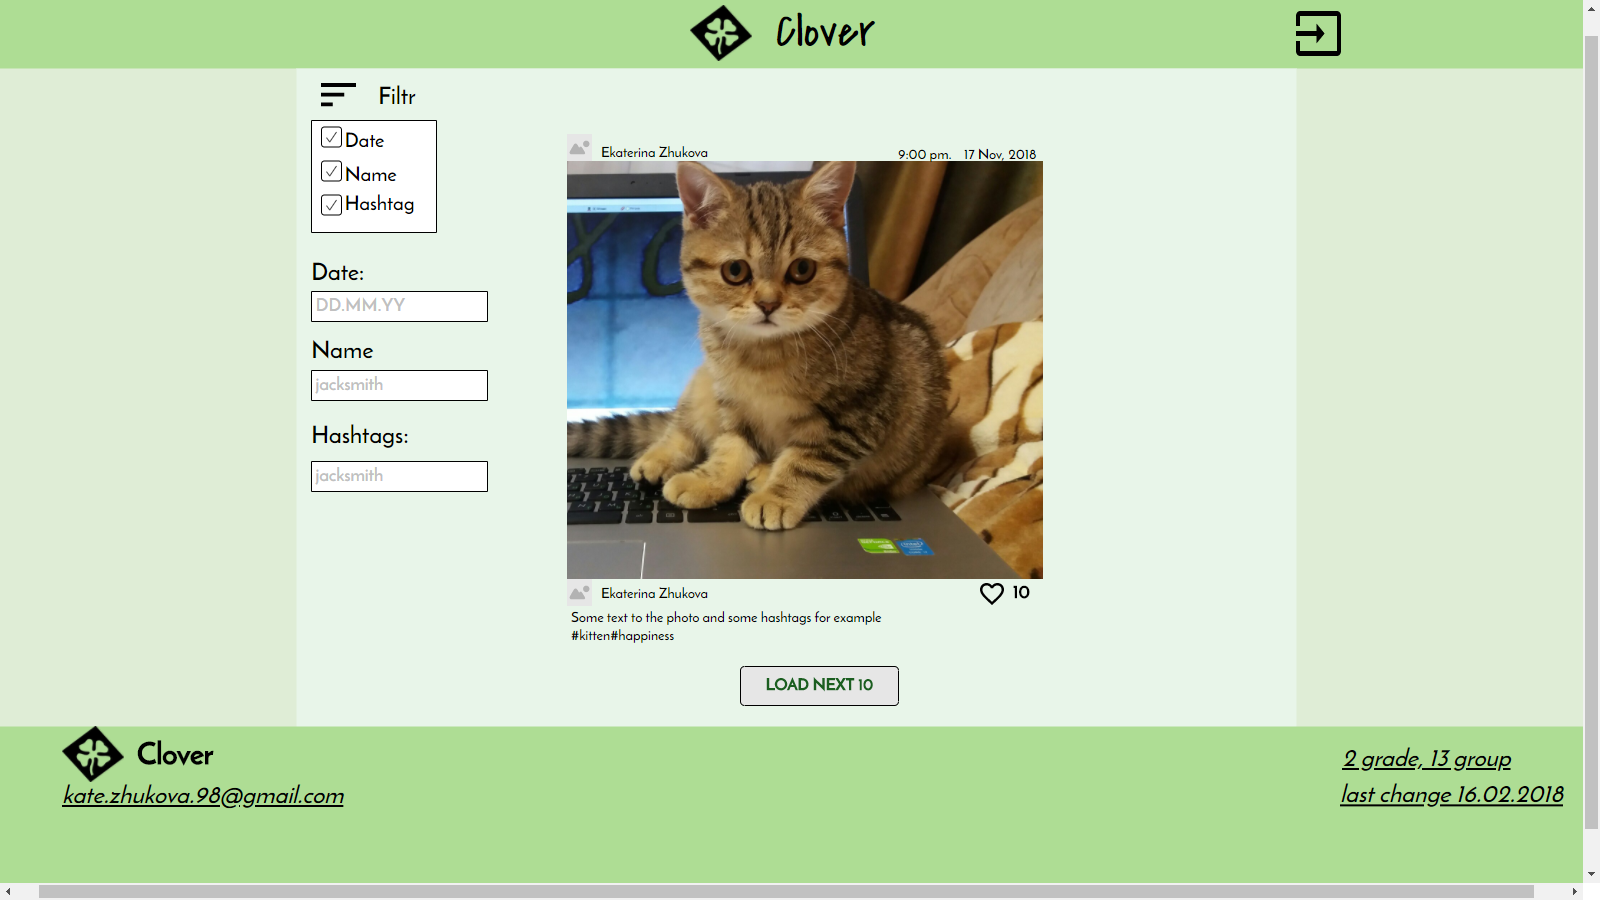 Clover
Filtr
Date
Name
Hashtag
Date:
DD.MM.YY
Name
jacksmith
Hashtags:
jacksmith
Ekaterina Zhukova
9:00 pm. 17 Nov, 2018
Ekaterina Zhukova
10
Some text to the photo and some hashtags for example
#kitten#happiness
LOAD NEXT 10
Clover
kate.zhukova.98@gmail.com
2 grade, 13 group
last change 16.02.2018